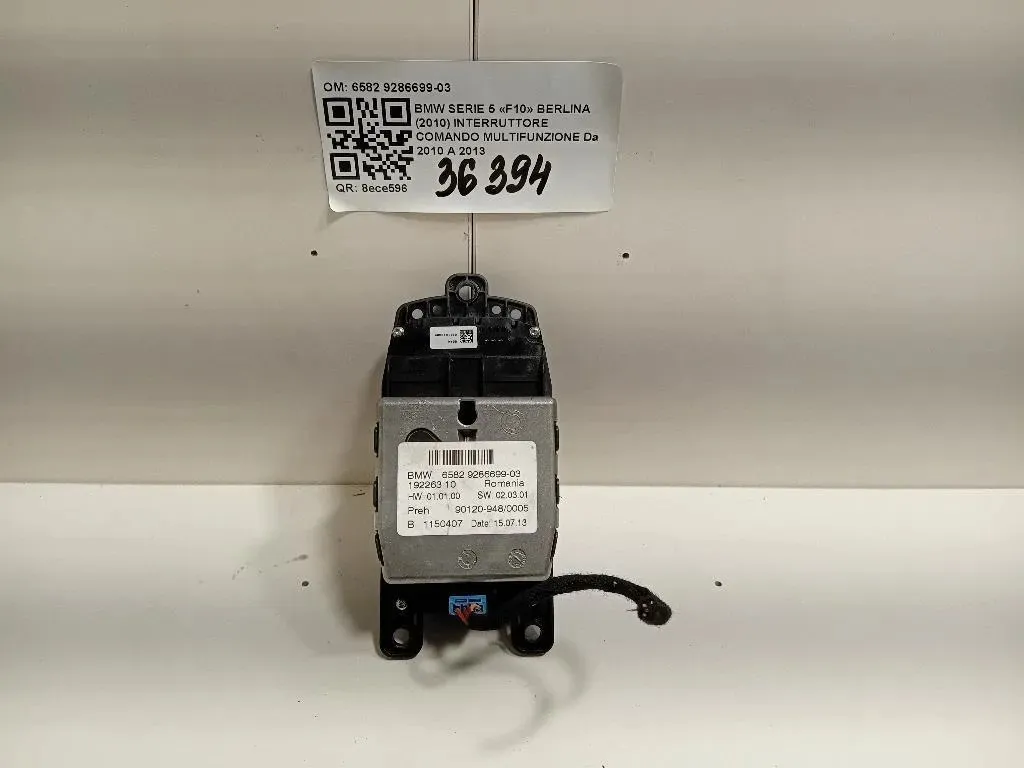 OM: 6582 9286699-03
BMW SERIE 5 «F10» BERLINA
(2010) INTERRUTTORE
COMANDO MULTIFUNZIONE Da
2010 A 2013
QR: 8ece596
36394
BMW 6582 9286699-03
192263 10 Romania
HW 01.01.00 SW 02.03.01
Preh 90120-948/0005
B 1150407 Date: 15.07.13